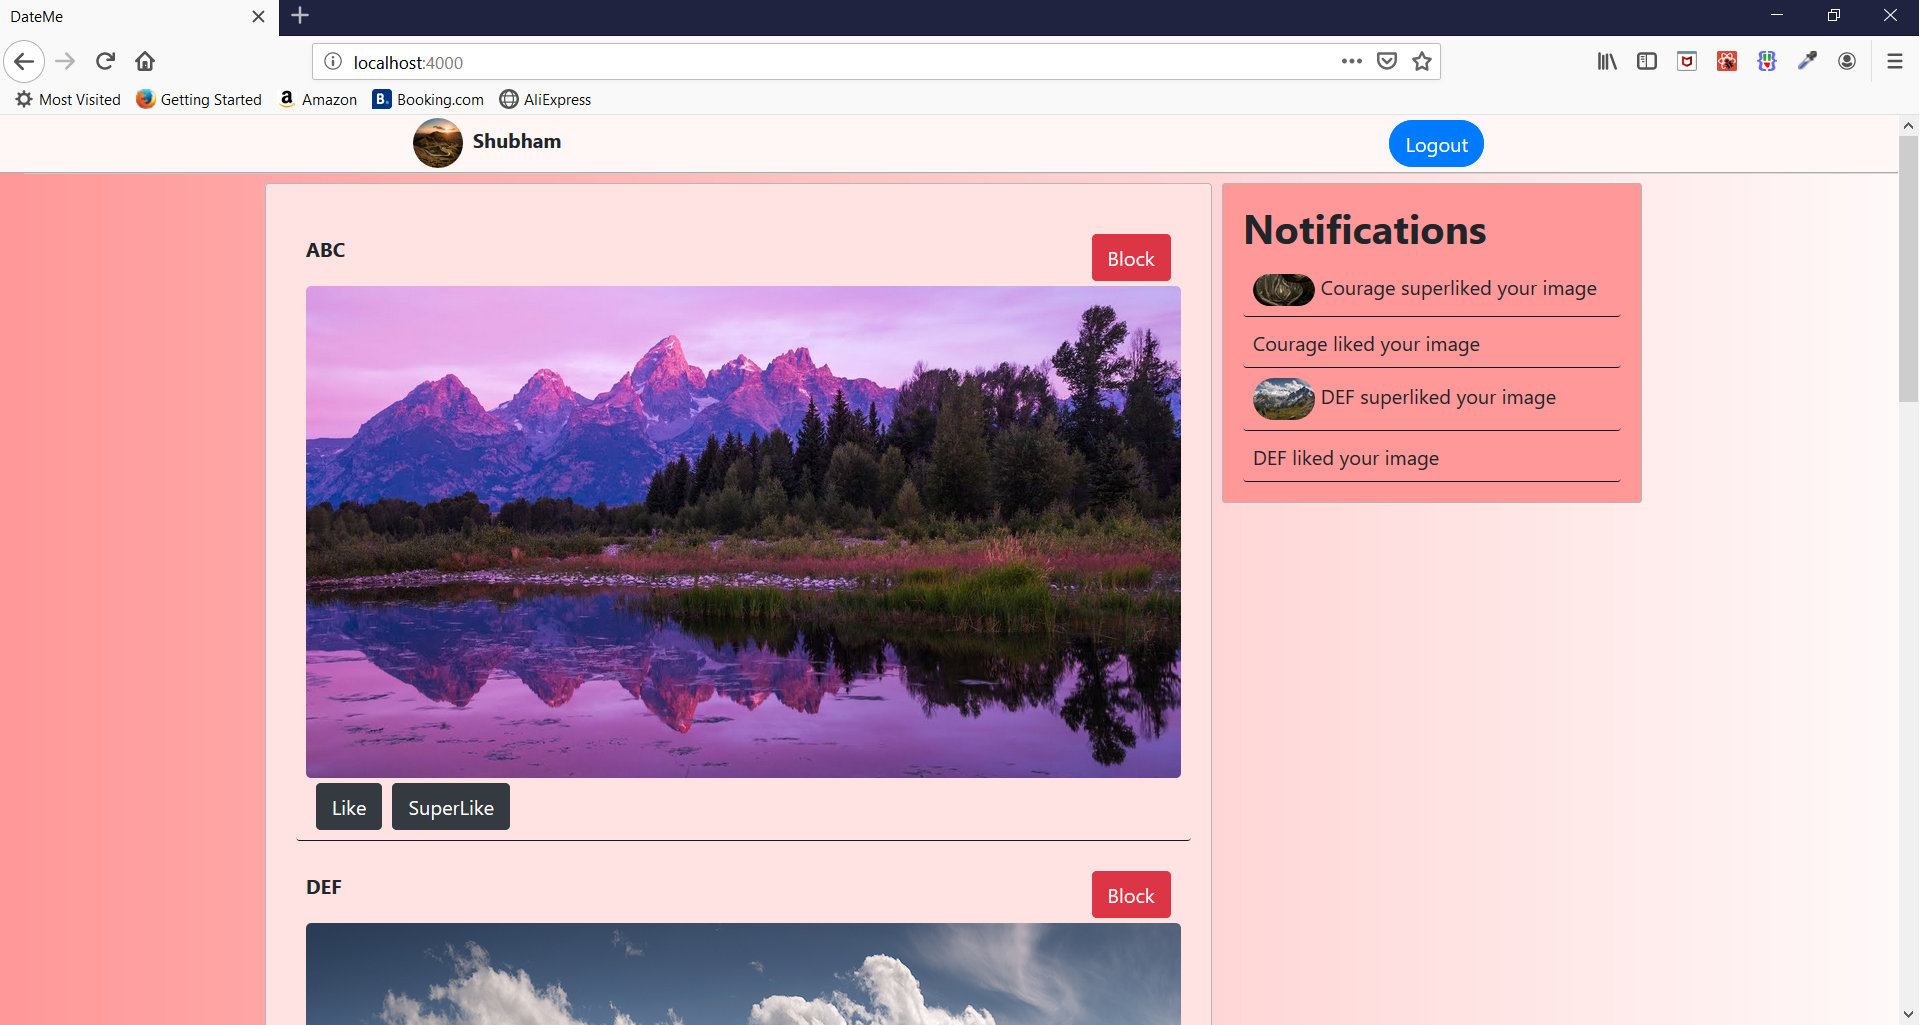 DateMe
localhost:4000
Most Visited
Getting Started
Amazon
Booking.com
AliExpress
Shubham
Logout
ABC
Block
Like
SuperLike
DEF
Block
Notifications
Courage superliked your image
Courage liked your image
DEF superliked your image
DEF liked your image